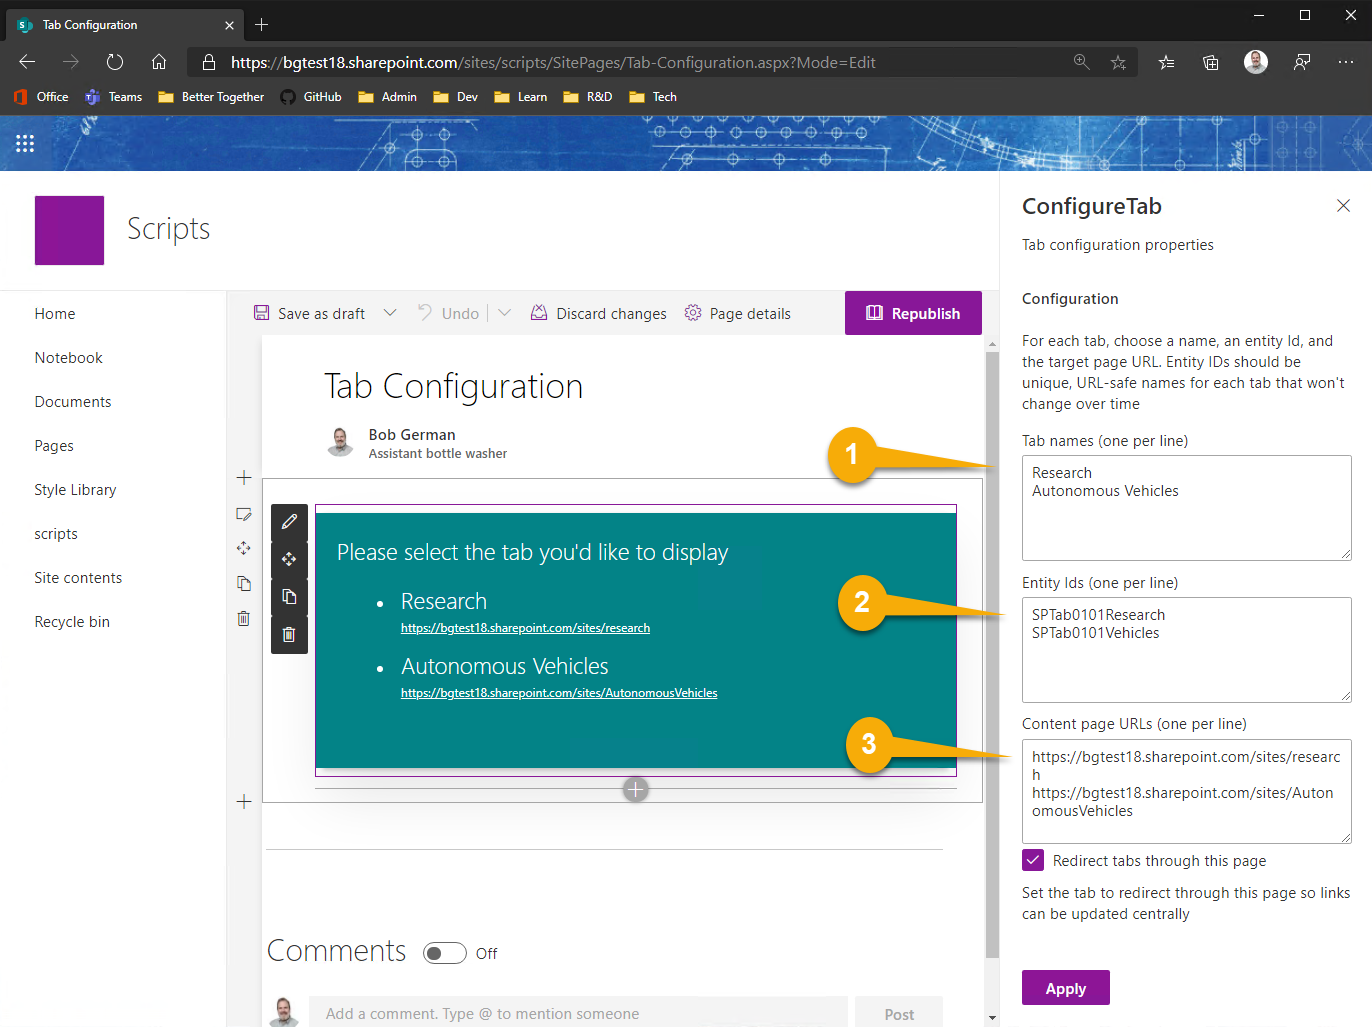 Tab Configuration
https://bgtest18.sharepoint.com/sites/scripts/SitePages/Tab-Configuration.aspx?Mode=Edit
Office
Teams
Better Together
GitHub
Admin
Dev
Learn
R&D
Tech
Scripts
Home
Notebook
Documents
Pages
Style Library
scripts
Site contents
Recycle bin
Save as draft
Undo
Discard changes
Page details
Republish
Tab Configuration
Bob German
Assistant bottle washer
Please select the tab you'd like to display
Research
https://bgtest18.sharepoint.com/sites/research
Autonomous Vehicles
https://bgtest18.sharepoint.com/sites/AutonomousVehicles
Comments
Off
Add a comment. Type @ to mention someone
Post
ConfigureTab
Tab configuration properties
Configuration
For each tab, choose a name, an entity Id, and
the target page URL. Entity IDs should be
unique, URL-safe names for each tab that won't
change over time
1
Tab names (one per line)
Research
Autonomous Vehicles
2
Entity Ids (one per line)
SPTab0101Research
SPTab0101Vehicles
3
Content page URLs (one per line)
https://bgtest18.sharepoint.com/sites/researc
h
https://bgtest18.sharepoint.com/sites/Auton
omousVehicles
Redirect tabs through this page
Set the tab to redirect through this page so links
can be updated centrally
Apply